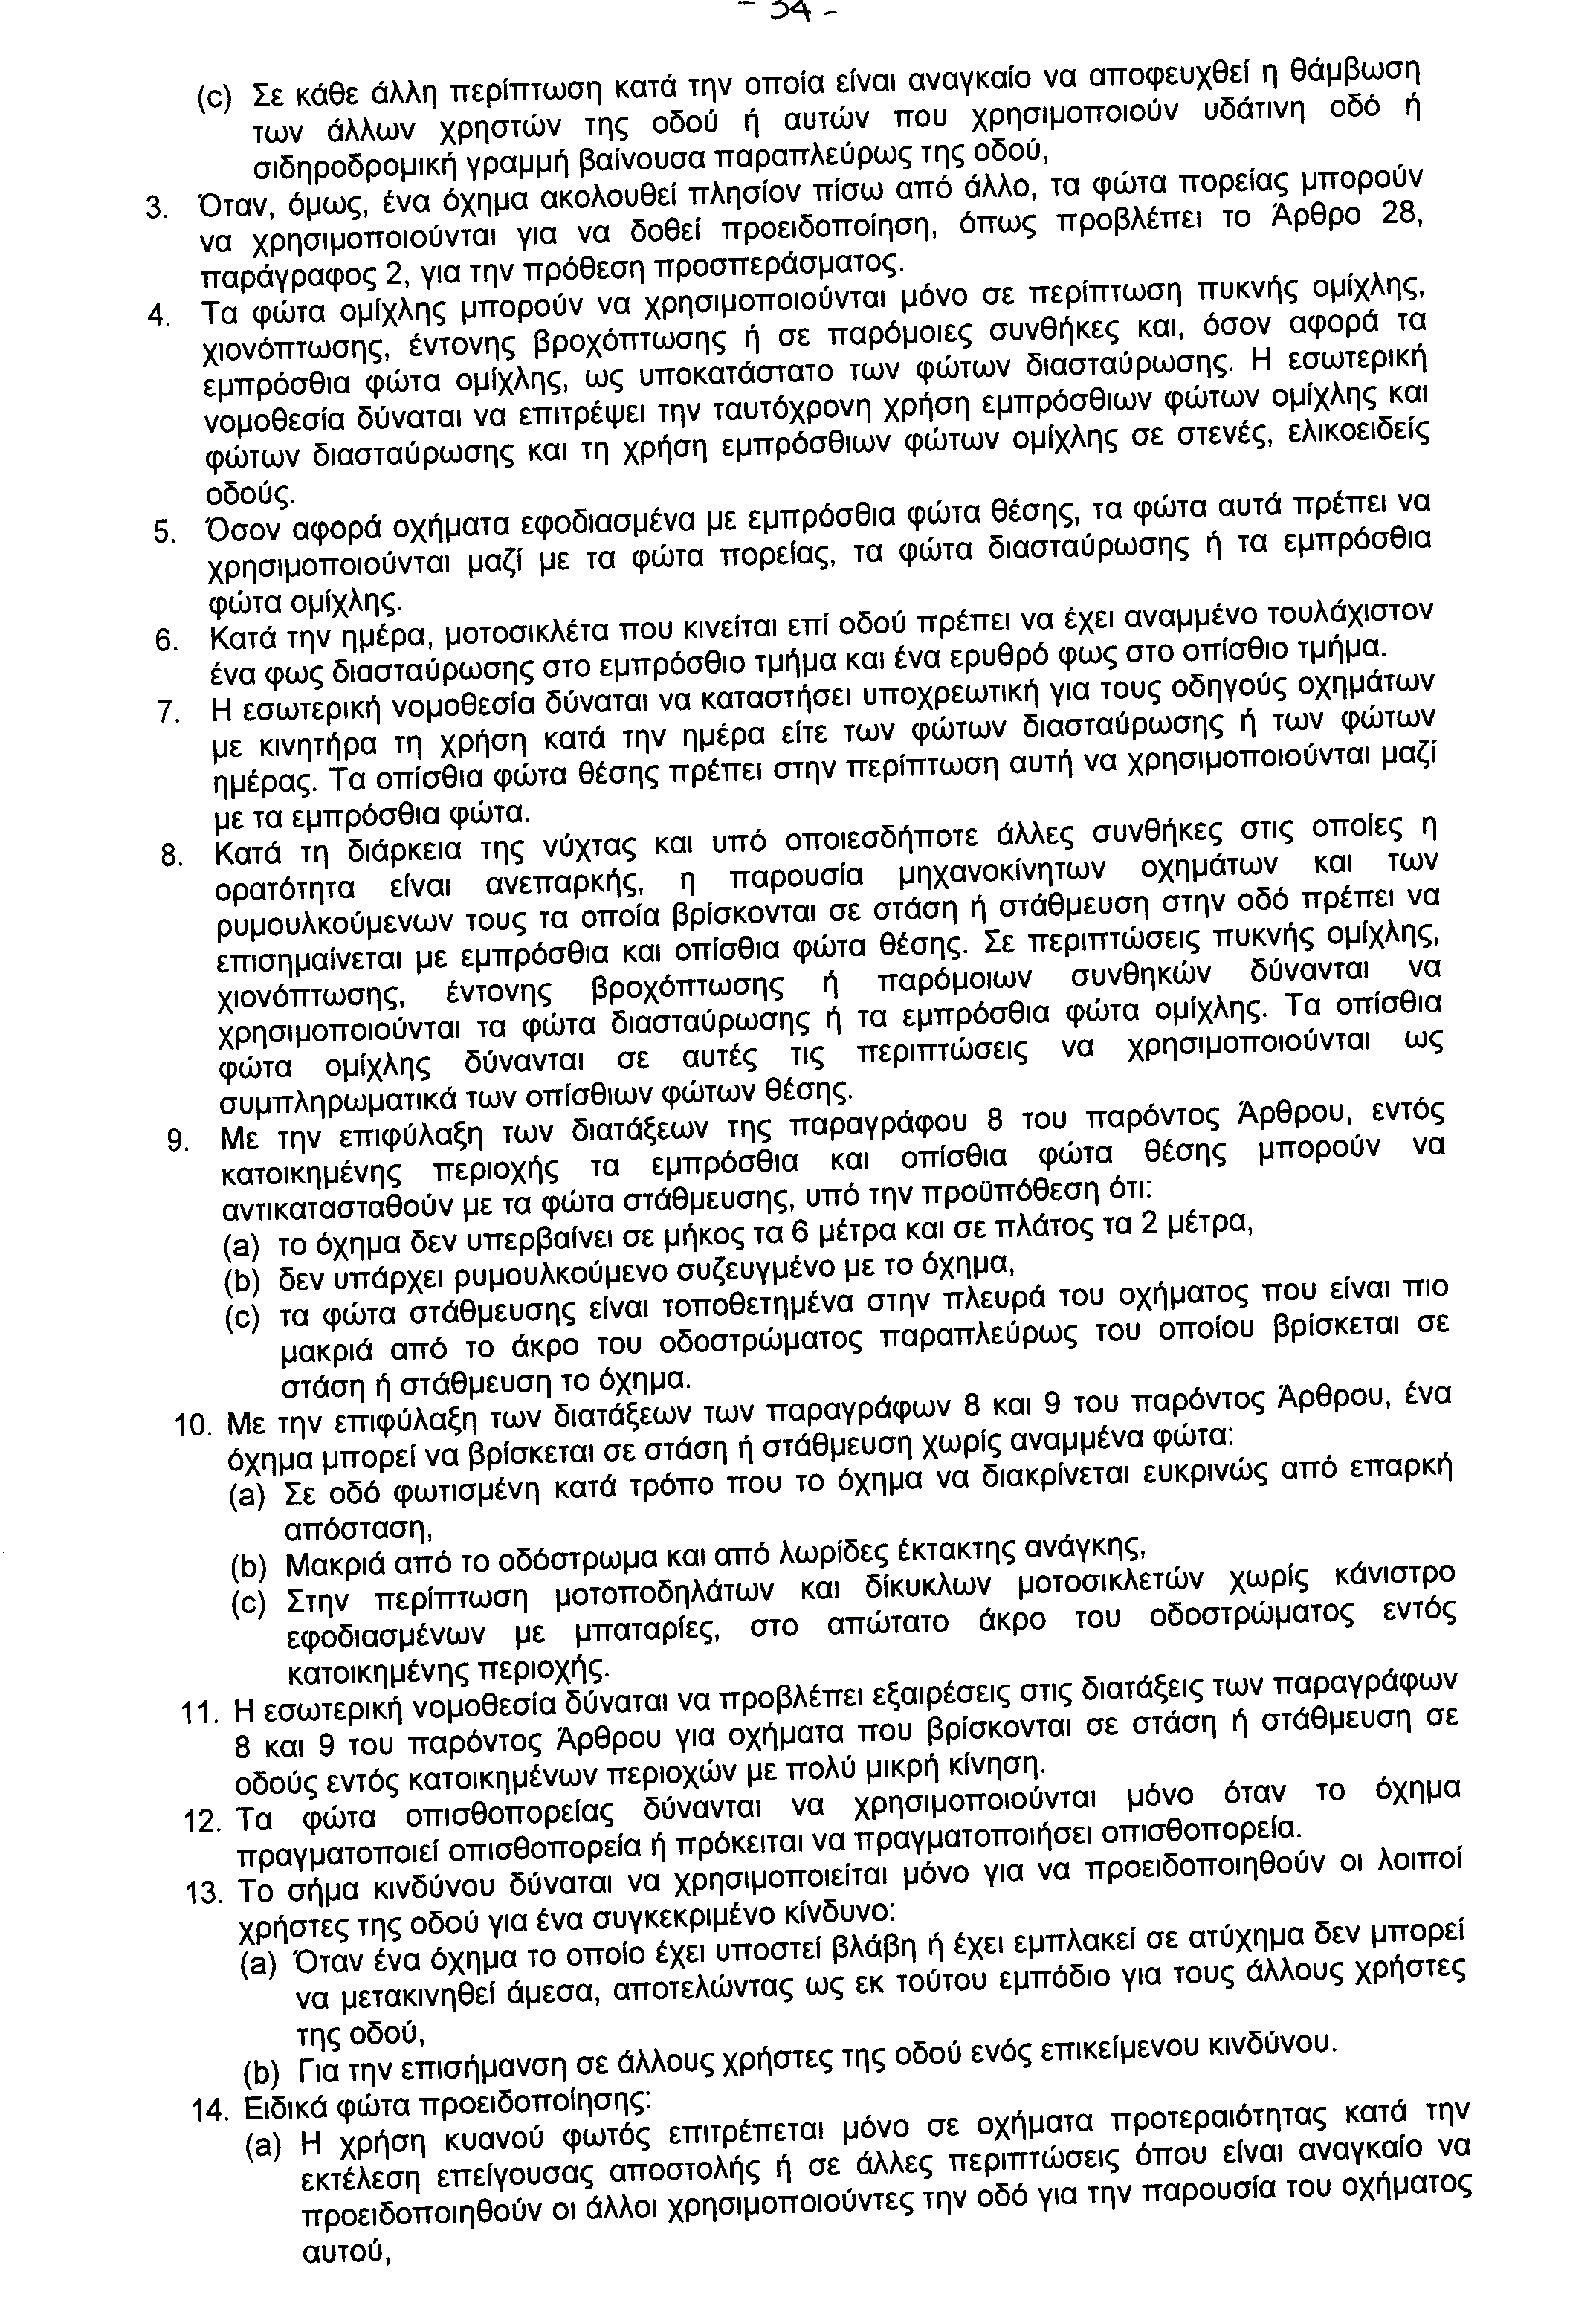 - 34 -
(c) Σε κάθε άλλη περίπτωση κατά την οποία είναι αναγκαίο να αποφευχθεί η θάμβωση
των άλλων χρηστών της οδού ή αυτών που χρησιμοποιούν υδάτινη οδό ή
σιδηροδρομική γραμμή βαίνουσα παραπλεύρως της οδού,
3. Όταν, όμως, ένα όχημα ακολουθεί πλησίον πίσω από άλλο, τα φώτα πορείας μπορούν
να χρησιμοποιούνται για να δοθεί προειδοποίηση, όπως προβλέπει το Άρθρο 28,
παράγραφος 2, για την πρόθεση προσπεράσματος.
4. Τα φώτα ομίχλης μπορούν να χρησιμοποιούνται μόνο σε περίπτωση πυκνής ομίχλης,
χιονόπτωσης, έντονης βροχόπτωσης ή σε παρόμοιες συνθήκες και, όσον αφορά τα
εμπρόσθια φώτα ομίχλης, ως υποκατάστατο των φώτων διασταύρωσης. Η εσωτερική
νομοθεσία δύναται να επιτρέψει την ταυτόχρονη χρήση εμπρόσθιων φώτων ομίχλης και
φώτων διασταύρωσης και τη χρήση εμπρόσθιων φώτων ομίχλης σε στενές, ελικοειδείς
οδούς.
5. Όσον αφορά οχήματα εφοδιασμένα με εμπρόσθια φώτα θέσης, τα φώτα αυτά πρέπει να
χρησιμοποιούνται μαζί με τα φώτα πορείας, τα φώτα διασταύρωσης ή τα εμπρόσθια
φώτα ομίχλης.
6. Κατά την ημέρα, μοτοσικλέτα που κινείται επί οδού πρέπει να έχει αναμμένο τουλάχιστον
ένα φως διασταύρωσης στο εμπρόσθιο τμήμα και ένα ερυθρό φως στο οπίσθιο τμήμα.
7. Η εσωτερική νομοθεσία δύναται να καταστήσει υποχρεωτική για τους οδηγούς οχημάτων
με κινητήρα τη χρήση κατά την ημέρα είτε των φώτων διασταύρωσης ή των φώτων
ημέρας. Τα οπίσθια φώτα θέσης πρέπει στην περίπτωση αυτή να χρησιμοποιούνται μαζί
με τα εμπρόσθια φώτα.
8. Κατά τη διάρκεια της νύχτας και υπό οποιεσδήποτε άλλες συνθήκες στις οποίες η
ορατότητα είναι ανεπαρκής, η παρουσία μηχανοκίνητων οχημάτων και των
ρυμουλκούμενων τους τα οποία βρίσκονται σε στάση ή στάθμευση στην οδό πρέπει να
επισημαίνεται με εμπρόσθια και οπίσθια φώτα θέσης. Σε περιπτώσεις πυκνής ομίχλης,
χιονόπτωσης, έντονης βροχόπτωσης ή παρόμοιων συνθηκών δύνανται να
χρησιμοποιούνται τα φώτα διασταύρωσης ή τα εμπρόσθια φώτα ομίχλης. Τα οπίσθια
φώτα ομίχλης δύνανται σε αυτές τις περιπτώσεις να χρησιμοποιούνται ως
συμπληρωματικά των οπίσθιων φώτων θέσης.
9. Με την επιφύλαξη των διατάξεων της παραγράφου 8 του παρόντος Άρθρου, εντός
κατοικημένης περιοχής τα εμπρόσθια και οπίσθια φώτα θέσης μπορούν να
αντικατασταθούν με τα φώτα στάθμευσης, υπό την προϋπόθεση ότι:
(a) το όχημα δεν υπερβαίνει σε μήκος τα 6 μέτρα και σε πλάτος τα 2 μέτρα,
(b) δεν υπάρχει ρυμουλκούμενο συζευγμένο με το όχημα,
(c) τα φώτα στάθμευσης είναι τοποθετημένα στην πλευρά του οχήματος που είναι πιο
μακριά από το άκρο του οδοστρώματος παραπλεύρως του οποίου βρίσκεται σε
στάση ή στάθμευση το όχημα.
10. Με την επιφύλαξη των διατάξεων των παραγράφων 8 και 9 του παρόντος Άρθρου, ένα
όχημα μπορεί να βρίσκεται σε στάση ή στάθμευση χωρίς αναμμένα φώτα:
(a) Σε οδό φωτισμένη κατά τρόπο που το όχημα να διακρίνεται ευκρινώς από επαρκή
απόσταση,
(b) Μακριά από το οδόστρωμα και από λωρίδες έκτακτης ανάγκης,
(c) Στην περίπτωση μοτοποδηλάτων και δίκυκλων μοτοσικλετών χωρίς κάνιστρο
εφοδιασμένων με μπαταρίες, στο απώτατο άκρο του οδοστρώματος εντός
κατοικημένης περιοχής.
11. Η εσωτερική νομοθεσία δύναται να προβλέπει εξαιρέσεις στις διατάξεις των παραγράφων
8 και 9 του παρόντος Άρθρου για οχήματα που βρίσκονται σε στάση ή στάθμευση σε
οδούς εντός κατοικημένων περιοχών με πολύ μικρή κίνηση.
12. Τα φώτα οπισθοπορείας δύνανται να χρησιμοποιούνται μόνο όταν το όχημα
πραγματοποιεί οπισθοπορεία ή πρόκειται να πραγματοποιήσει οπισθοπορεία.
13. Το σήμα κινδύνου δύναται να χρησιμοποιείται μόνο για να προειδοποιηθούν οι λοιποί
χρήστες της οδού για ένα συγκεκριμένο κίνδυνο:
(a) Όταν ένα όχημα το οποίο έχει υποστεί βλάβη ή έχει εμπλακεί σε ατύχημα δεν μπορεί
να μετακινηθεί άμεσα, αποτελώντας ως εκ τούτου εμπόδιο για τους άλλους χρήστες
της οδού,
(b) Για την επισήμανση σε άλλους χρήστες της οδού ενός επικείμενου κινδύνου.
14. Ειδικά φώτα προειδοποίησης:
(a) Η χρήση κυανού φωτός επιτρέπεται μόνο σε οχήματα προτεραιότητας κατά την
εκτέλεση επείγουσας αποστολής ή σε άλλες περιπτώσεις όπου είναι αναγκαίο να
προειδοποιηθούν οι άλλοι χρησιμοποιούντες την οδό για την παρουσία του οχήματος
αυτού,